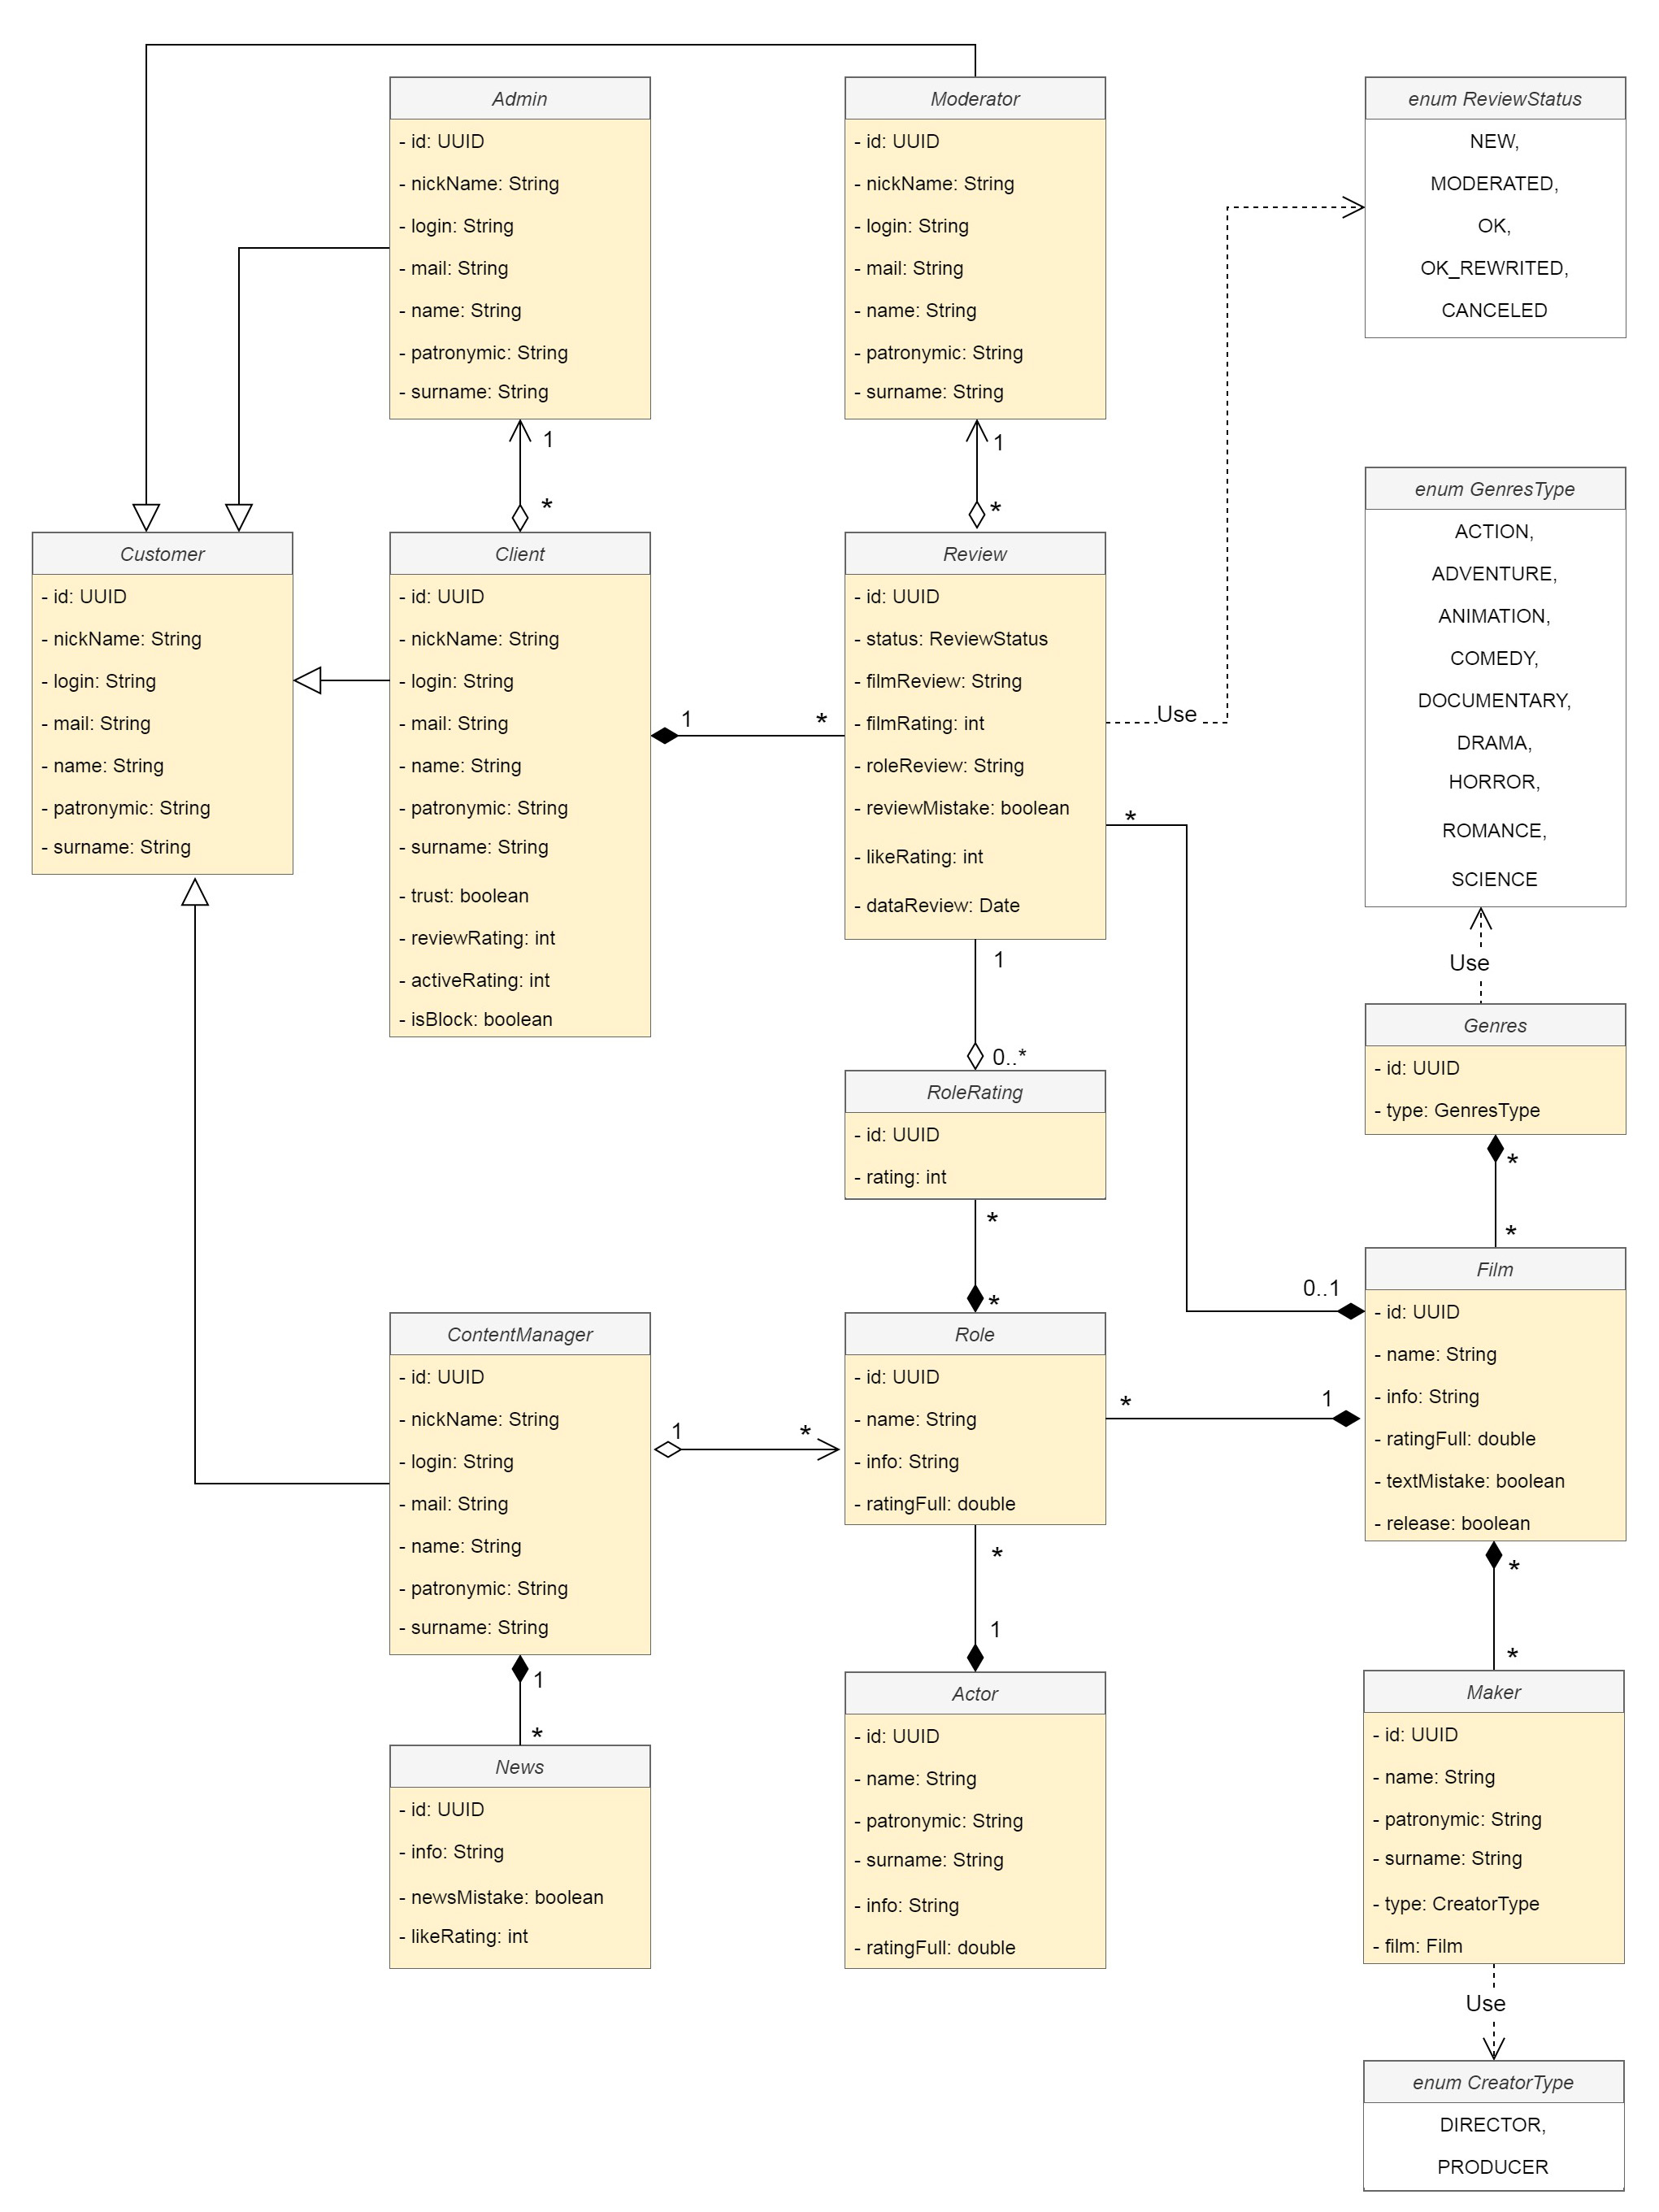 Admin
- id: UUID
- nickName: String
- login: String
- mail: String
- name: String
- patronymic: String
- surname: String
1
*
Moderator
- id: UUID
- nickName: String
- login: String
- mail: String
- name: String
- patronymic: String
- surname: String
1
*
enum ReviewStatus
NEW,
MODERATED,
OK,
OK_REWRITED,
CANCELED
Customer
- id: UUID
- nickName: String
- login: String
- mail: String
- name: String
- patronymic: String
- surname: String
Client
- id: UUID
- nickName: String
- login: String
- mail: String
- name: String
- patronymic: String
- surname: String
- trust: boolean
- reviewRating: int
- activeRating: int
- isBlock: boolean
1
*
Review
- id: UUID
- status: ReviewStatus
- filmReview: String
- filmRating: int
- roleReview: String
- reviewMistake: boolean
- likeRating: int
- dataReview: Date
Use
*
1
0..*
enum GenresType
ACTION,
ADVENTURE,
ANIMATION,
COMEDY,
DOCUMENTARY,
DRAMA,
HORROR,
ROMANCE,
SCIENCE
Use
Genres
- id: UUID
- type: GenresType
*
*
RoleRating
- id: UUID
- rating: int
*
*
Film
- id: UUID
- name: String
- info: String
- ratingFull: double
- textMistake: boolean
- release: boolean
0..1
1
*
*
*
ContentManager
- id: UUID
- nickName: String
- login: String
- mail: String
- name: String
- patronymic: String
- surname: String
1
*
1
*
Role
- id: UUID
- name: String
- info: String
- ratingFull: double
*
1
News
- id: UUID
- info: String
- newsMistake: boolean
- likeRating: int
Actor
- id: UUID
- name: String
- patronymic: String
- surname: String
- info: String
- ratingFull: double
Maker
- id: UUID
- name: String
- patronymic: String
- surname: String
- type: CreatorType
- film: Film
Use
enum CreatorType
DIRECTOR,
PRODUCER